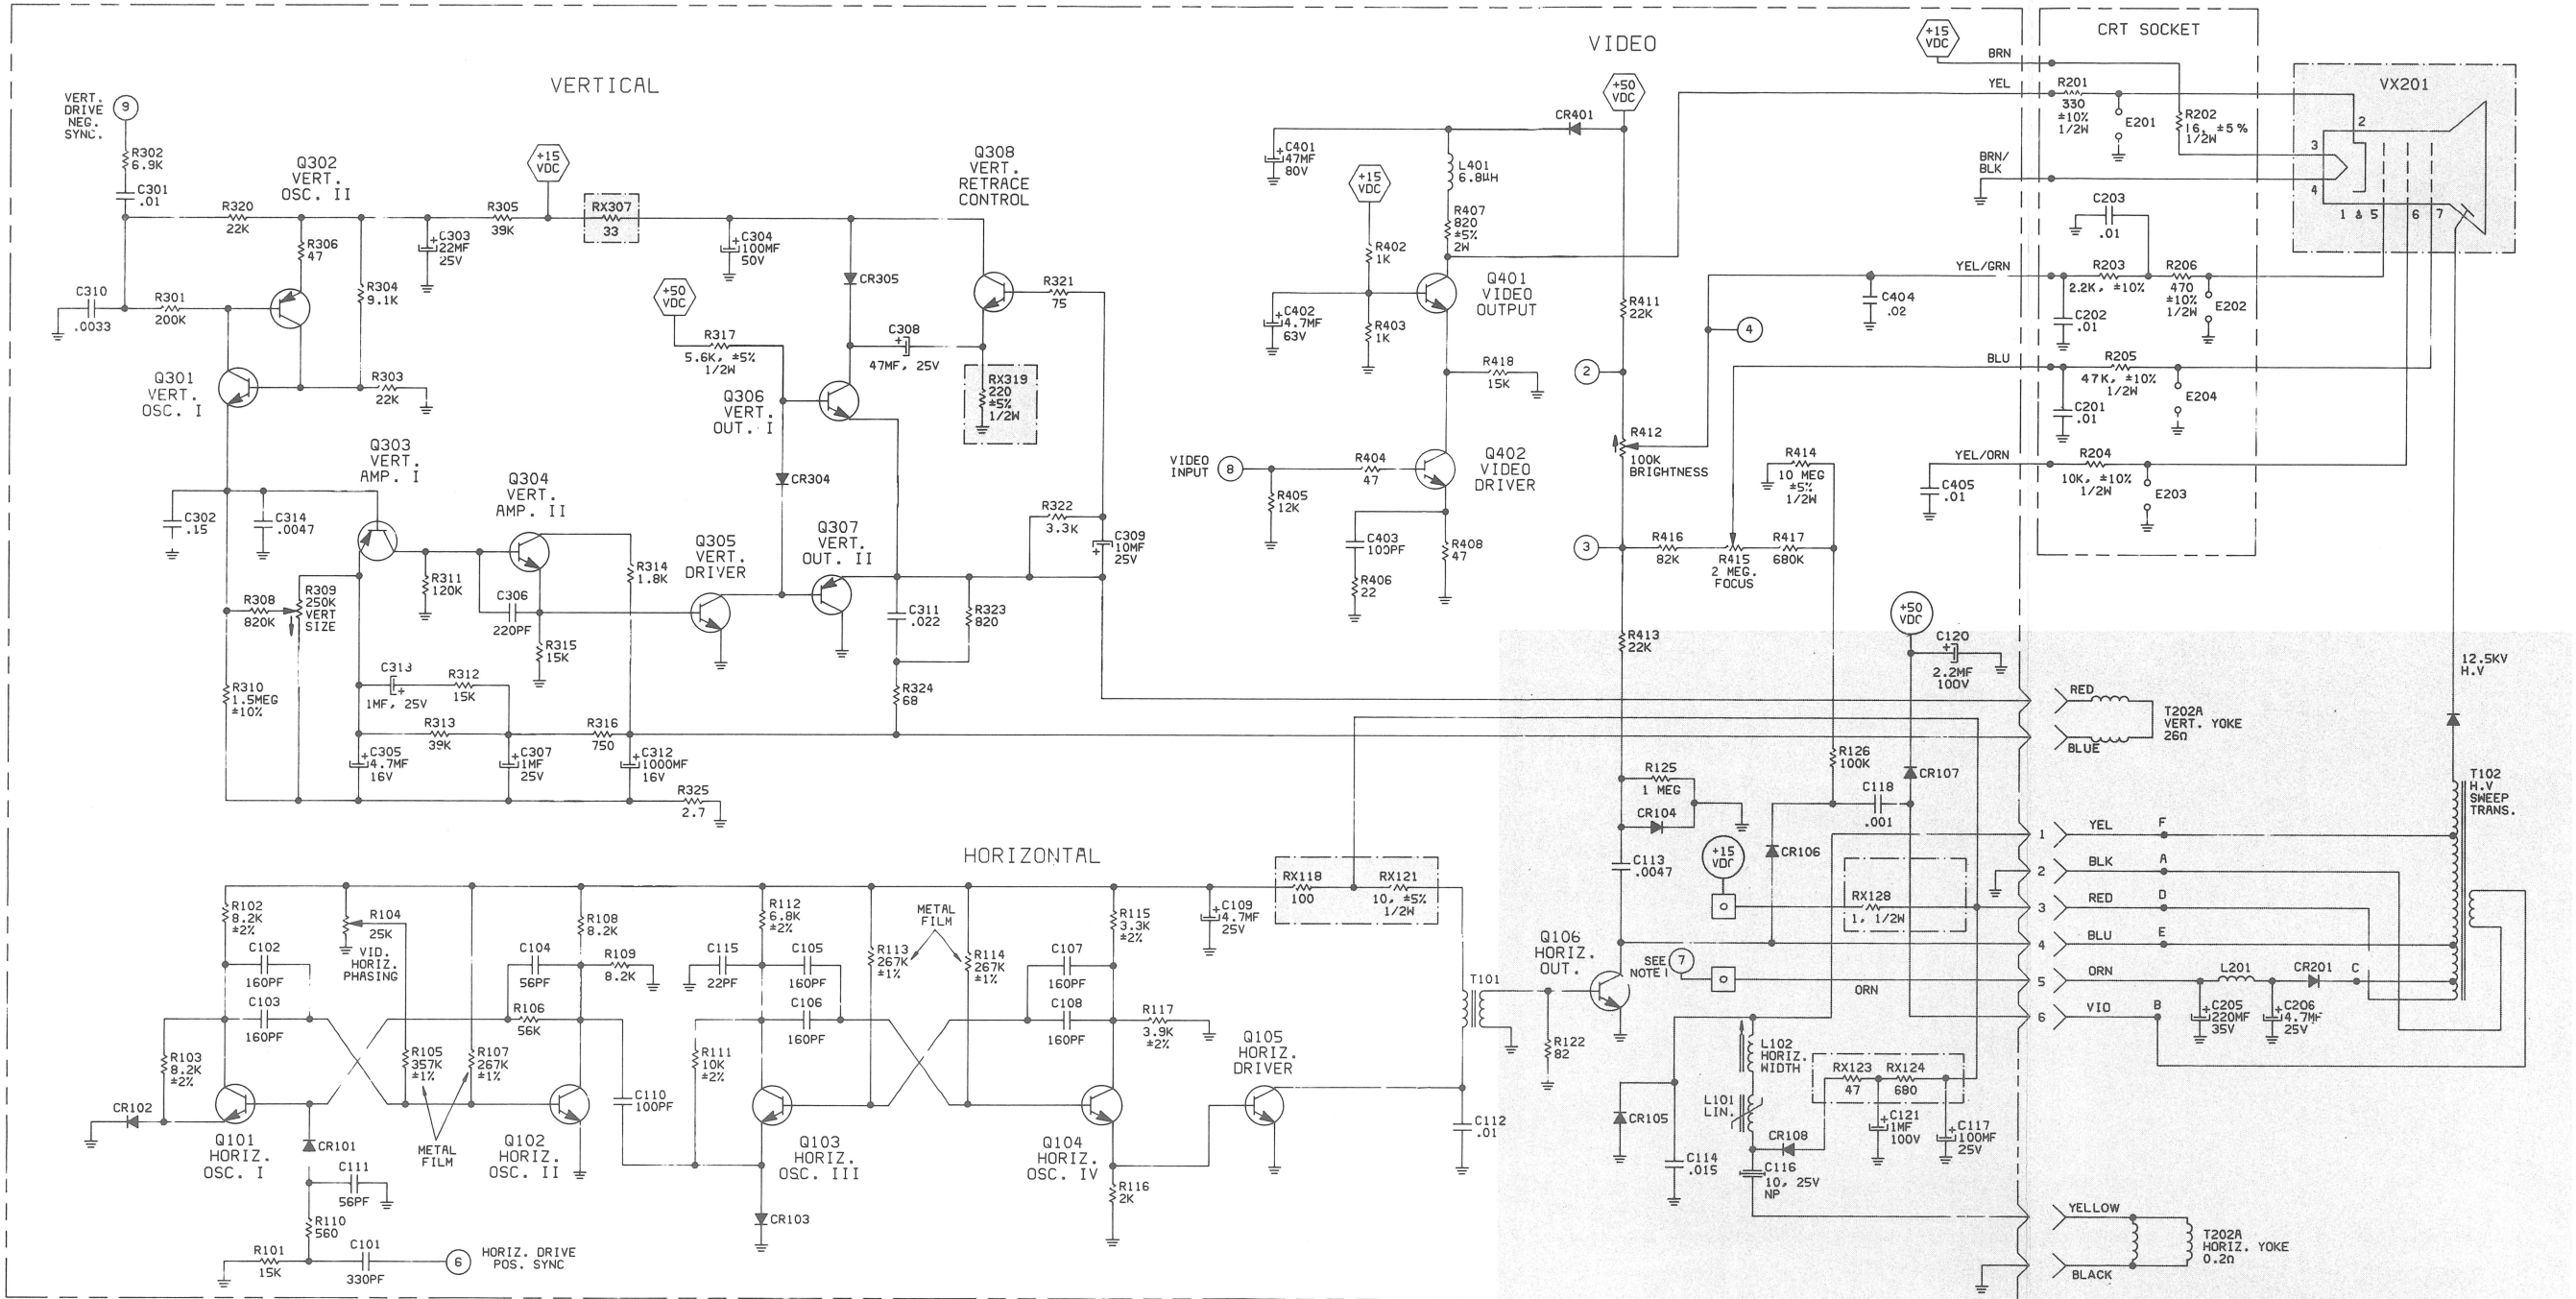 VERTICAL
VIDEO
CRT SOCKET
VERT.
DRIVE
NEG.
SYNC.
9
R302
6.9K
C301
.01
Q302
VERT.
OSC. II
R320
22K
R306
47
R304
9.1K
C303
22MF
25V
R305
39K
+15
VDC
RX307
33
C304
100MF
50V
Q308
VERT.
RETRACE
CONTROL
R321
75
CR305
+50
VDC
R317
5.6K, ±5%
1/2W
C308
47MF, 25V
RX319
220
±5%
1/2W
Q306
VERT.
OUT. I
CR304
C310
.0033
R301
200K
Q301
VERT.
OSC. I
R303
22K
Q303
VERT.
AMP. I
Q304
VERT.
AMP. II
C302
.15
C314
.0047
R308
820K
R309
250K
VERT
SIZE
R311
120K
C306
220PF
R315
15K
R314
1.8K
Q305
VERT.
DRIVER
Q307
VERT.
OUT. II
R322
3.3K
C309
10MF
25V
C311
.022
R323
820
R324
68
R310
1.5MEG
±10%
C313
1MF, 25V
R312
15K
R313
39K
R316
750
C305
4.7MF
16V
C307
1MF
25V
C312
1000MF
16V
R325
2.7
+50
VDC
CR401
C401
47MF
80V
L401
6.8µH
+15
VDC
R407
820
±5%
2W
R402
1K
Q401
VIDEO
OUTPUT
C402
4.7MF
63V
R403
1K
R418
15K
VIDEO
INPUT
8
R404
47
Q402
VIDEO
DRIVER
R405
12K
C403
100PF
R406
22
R408
47
R411
22K
2
4
R412
100K
BRIGHTNESS
3
R414
10 MEG
±5%
1/2W
R416
82K
R415
2 MEG.
FOCUS
R417
680K
C404
.02
C405
.01
R413
22K
+15
VDC
BRN
YEL
BRN/
BLK
YEL/GRN
BLU
YEL/ORN
R201
330
±10%
1/2W
E201
R202
16, ±5%
1/2W
C203
.01
R203
2.2K, ±10%
R206
470
±10%
1/2W
E202
C202
.01
R205
47K, ±10%
1/2W
E204
C201
.01
R204
10K, ±10%
1/2W
E203
VX201
2
3
4
1 & 5
6
7
12.5KV
H.V
+50
VDC
C120
2.2MF
100V
RED
BLUE
T202A
VERT. YOKE
26Ω
R126
100K
CR107
C118
.001
R125
1 MEG
CR104
C113
.0047
+15
VDC
CR106
RX128
1, 1/2W
T102
H.V
SWEEP
TRANS.
1
YEL
F
2
BLK
A
3
RED
D
4
BLU
E
5
ORN
6
VIO
B
L201
CR201
C
C205
220MF
35V
C206
4.7MF
25V
HORIZONTAL
R102
8.2K
±2%
C102
160PF
C103
160PF
R103
8.2K
±2%
R104
25K
VID.
HORIZ.
PHASING
R105
357K
±1%
R107
267K
±1%
METAL
FILM
CR102
Q101
HORIZ.
OSC. I
CR101
C111
56PF
R110
560
R101
15K
C101
330PF
6
HORIZ. DRIVE
POS. SYNC
R108
8.2K
C104
56PF
R109
8.2K
R106
56K
Q102
HORIZ.
OSC. II
C110
100PF
R111
10K
±2%
R112
6.8K
±2%
C115
22PF
C105
160PF
C106
160PF
METAL
FILM
R113
267K
±1%
R114
267K
±1%
Q103
HORIZ.
OSC. III
CR103
R115
3.3K
±2%
C107
160PF
C108
160PF
R117
3.9K
±2%
Q104
HORIZ.
OSC. IV
R116
2K
C109
4.7MF
25V
RX118
100
RX121
10, ±5%
1/2W
Q105
HORIZ.
DRIVER
T101
C112
.01
R122
82
Q106
HORIZ.
OUT.
SEE
NOTE 1
7
ORN
CR105
C114
.015
L102
HORIZ.
WIDTH
L101
LIN.
RX123
47
RX124
680
CR108
C121
1MF
100V
C117
100MF
25V
C116
10, 25V
NP
YELLOW
BLACK
T202A
HORIZ. YOKE
0.2Ω